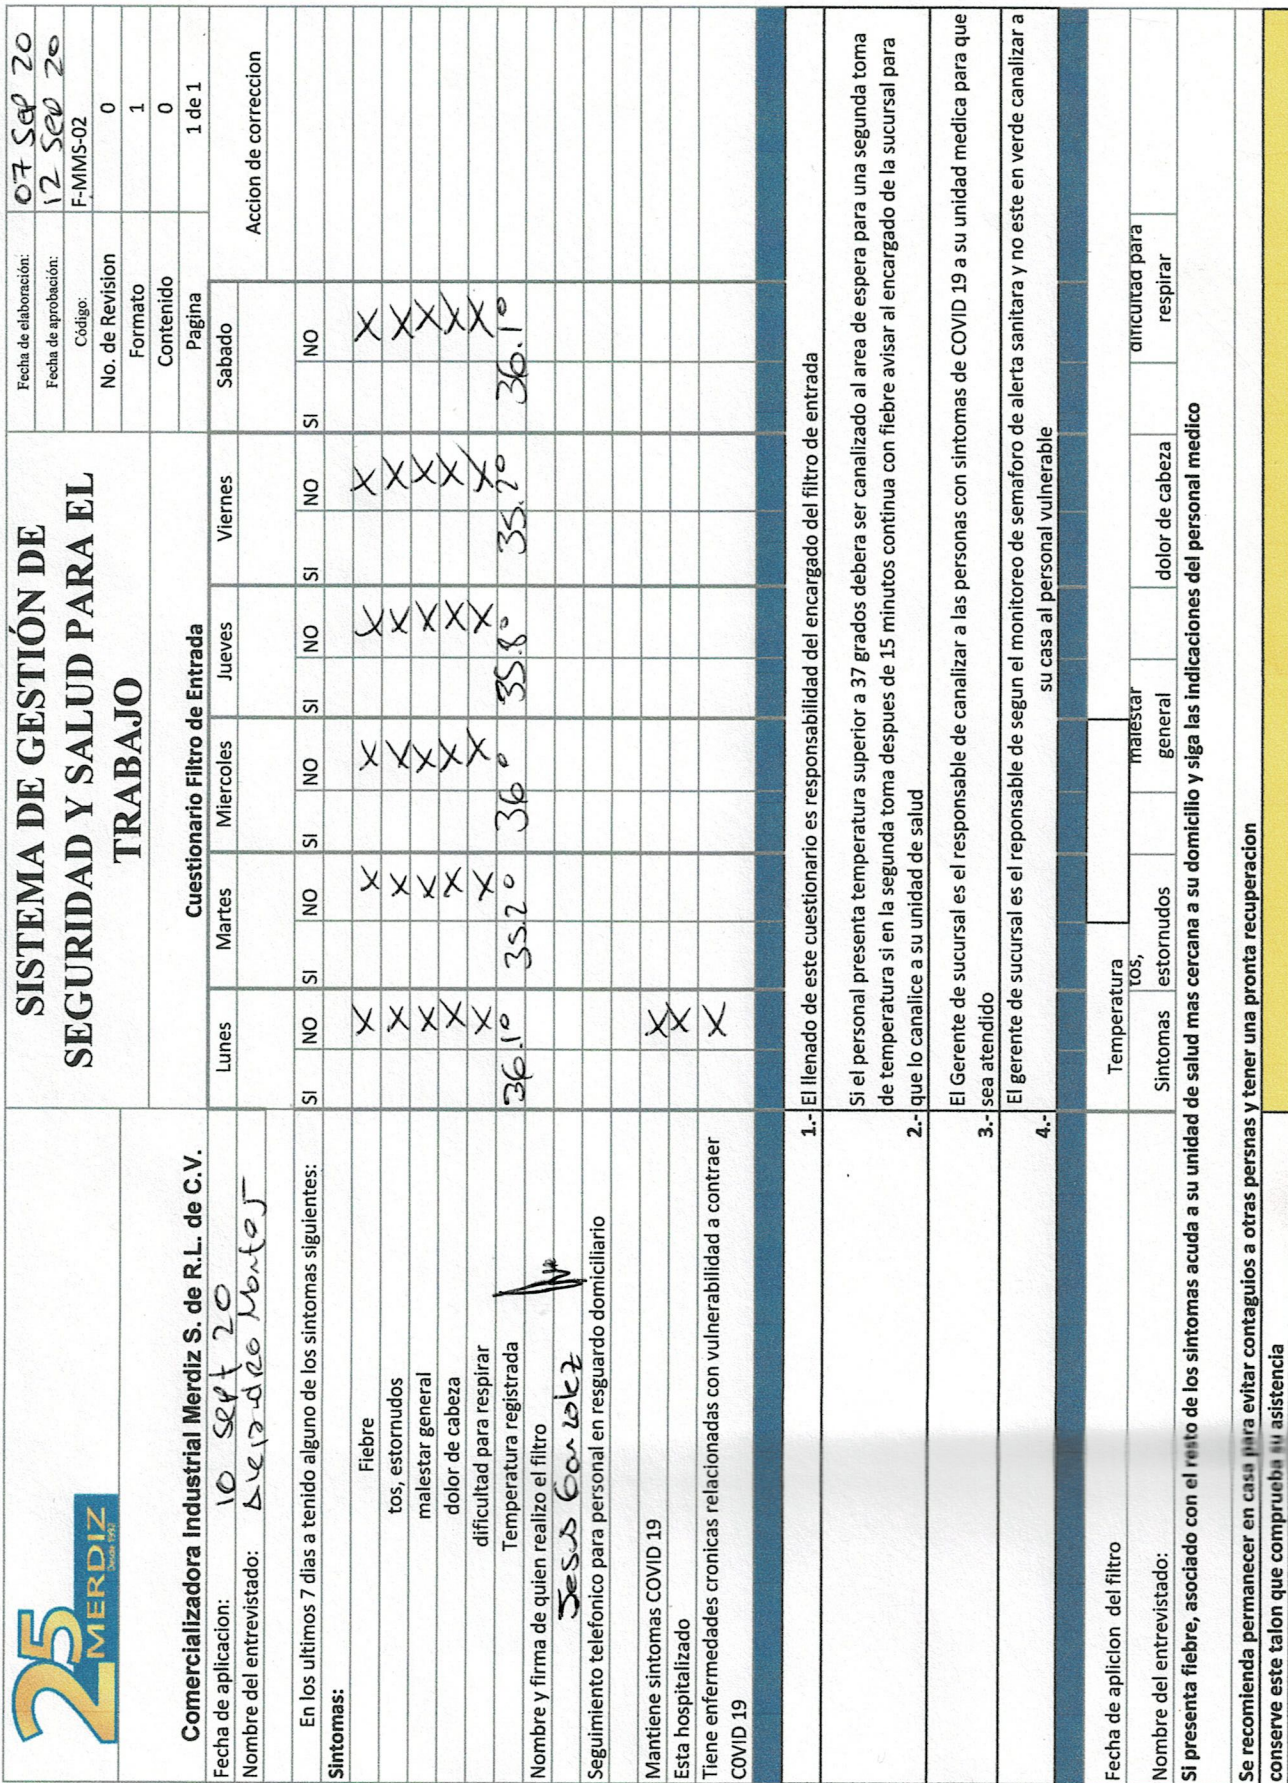 25
MERDIZ
Desde 1992
SISTEMA DE GESTIÓN DE
SEGURIDAD Y SALUD PARA EL
TRABAJO
Fecha de elaboración: 07 Sep 20
Fecha de aprobación: 12 Sep 20
Código: F-MMS-02
No. de Revision 0
Formato 1
Contenido 0
Pagina 1 de 1
Comercializadora Industrial Merdiz S. de R.L. de C.V.
Cuestionario Filtro de Entrada
Fecha de aplicacion: 10 sept 20
Nombre del entrevistado: Alejandro Montoj
Lunes Martes Miercoles Jueves Viernes Sabado Accion de correccion
En los ultimos 7 dias a tenido alguno de los sintomas siguientes: SI NO SI NO SI NO SI NO SI NO SI NO
Sintomas:
Fiebre X X X X X X
tos, estornudos X X X X X X
malestar general X X X X X X
dolor de cabeza X X X X X X
dificultad para respirar X X X X X X
Temperatura registrada 36.1° 35.2° 36° 35.8° 35.2° 36.1°
Nombre y firma de quien realizo el filtro
Jesus Gonzalez
Seguimiento telefonico para personal en resguardo domiciliario
Mantiene sintomas COVID 19 X
Esta hospitalizado X
Tiene enfermedades cronicas relacionadas con vulnerabilidad a contraer X
COVID 19
1.- El llenado de este cuestionario es responsabilidad del encargado del filtro de entrada
Si el personal presenta temperatura superior a 37 grados debera ser canalizado al area de espera para una segunda toma
de temperatura si en la segunda toma despues de 15 minutos continua con fiebre avisar al encargado de la sucursal para
2.- que lo canalice a su unidad de salud
El Gerente de sucursal es el responsable de canalizar a las personas con sintomas de COVID 19 a su unidad medica para que
3.- sea atendido
El gerente de sucursal es el reponsable de segun el monitoreo de semaforo de alerta sanitara y no este en verde canalizar a
4.- su casa al personal vulnerable
Fecha de aplicion del filtro Temperatura
Nombre del entrevistado: Sintomas tos, estornudos malestar general dolor de cabeza dificultad para respirar
Si presenta fiebre, asociado con el resto de los sintomas acuda a su unidad de salud mas cercana a su domicilio y siga las indicaciones del personal medico
Se recomienda permanecer en casa para evitar contaguios a otras persnas y tener una pronta recuperacion
conserve este talon que comprueba su asistencia